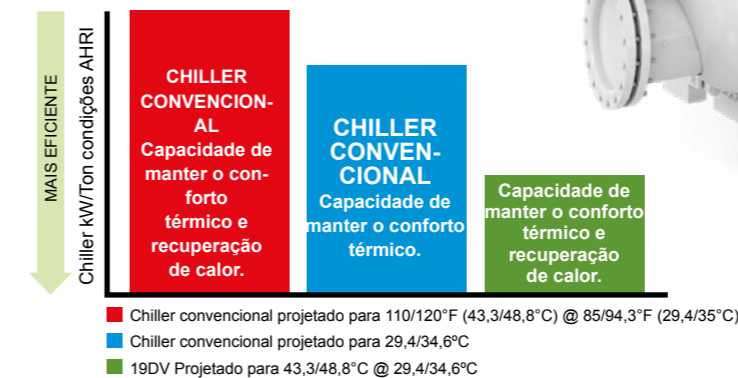 MAIS EFICIENTE
Chiller kW/Ton condições AHRI
CHILLER
CONVENCION-
AL
Capacidade de
manter o con-
forto
térmico e
recuperação
de calor.
CHILLER
CONVEN-
CIONAL
Capacidade de
manter o conforto
térmico.
Capacidade de
manter o conforto
térmico e
recuperação
de calor.
Chiller convencional projetado para 110/120°F (43,3/48,8°C) @ 85/94,3°F (29,4/35°C)
Chiller convencional projetado para 29,4/34,6ºC
19DV Projetado para 43,3/48,8°C @ 29,4/34,6ºC